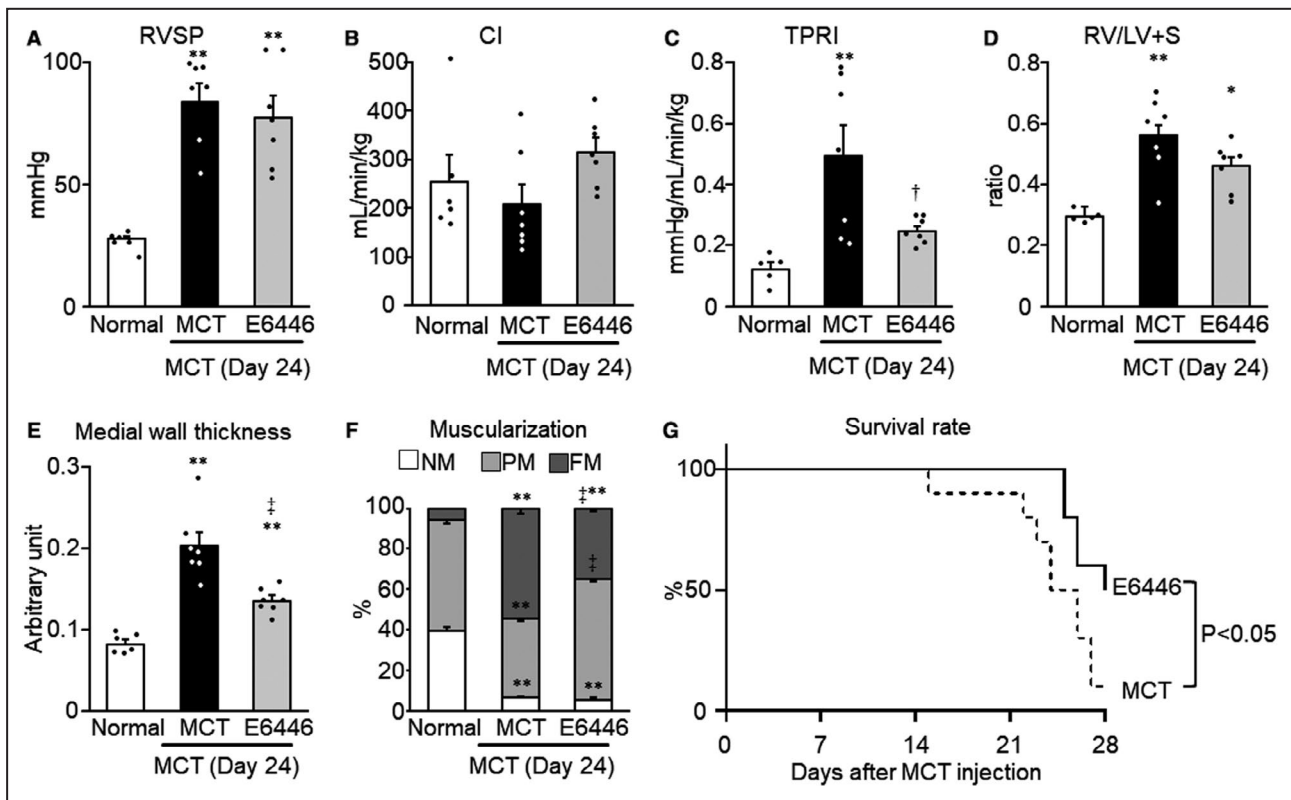 A RVSP
mmHg
100
50
0
** **
Normal MCT E6446
MCT (Day 24)
B CI
mL/min/kg
500
400
300
200
100
0
Normal MCT E6446
MCT (Day 24)
C TPRI
mmHg/mL/min/kg
0.8
0.6
0.4
0.2
0
** †
Normal MCT E6446
MCT (Day 24)
D RV/LV+S
ratio
0.8
0.6
0.4
0.2
0
** *
Normal MCT E6446
MCT (Day 24)
E Medial wall thickness
Arbitrary unit
0.3
0.2
0.1
0
** ‡
**
Normal MCT E6446
MCT (Day 24)
F Muscularization
NM PM FM
%
100
80
60
40
20
0
** ‡**
** ‡
** **
Normal MCT E6446
MCT (Day 24)
G Survival rate
100
%
50
0 7 14 21 28
Days after MCT injection
E6446
P<0.05
MCT